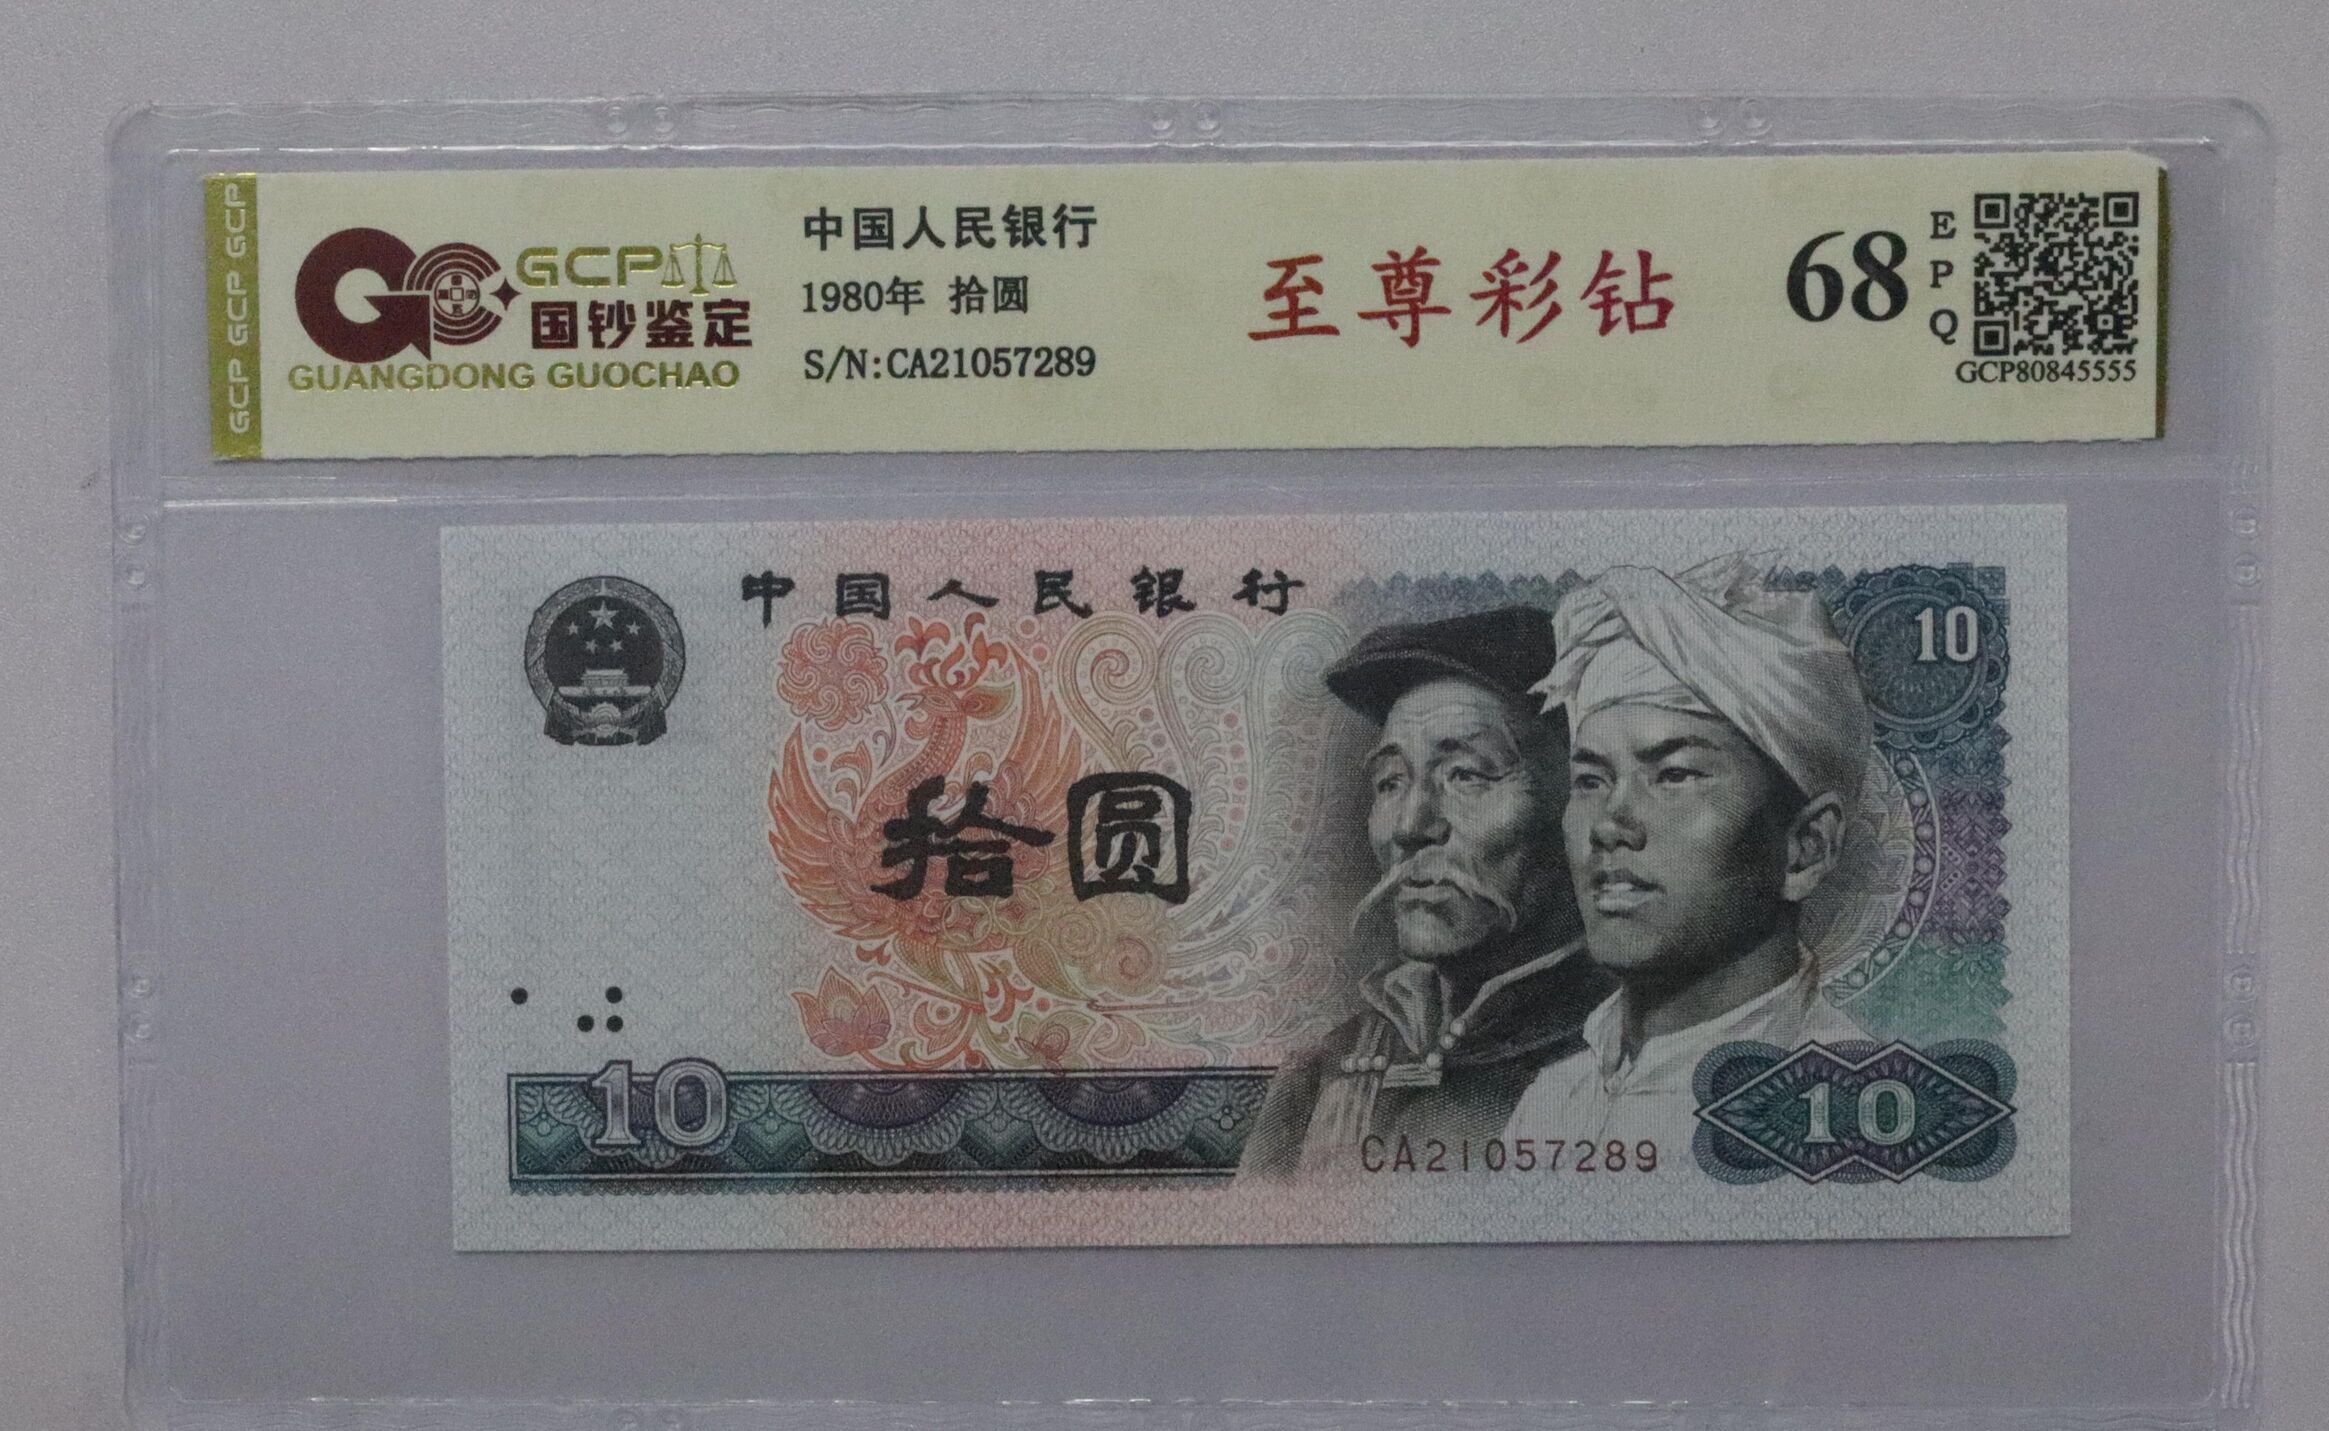 GCP GCP GCP GCP
GCP
国钞鉴定
GUANGDONG GUOCHAO
中国人民银行
1980年 拾圆
S/N:CA21057289
至尊彩钻
68
EPQ
GCP80845555
中国人民银行
10
拾圆
10
CA21057289
10